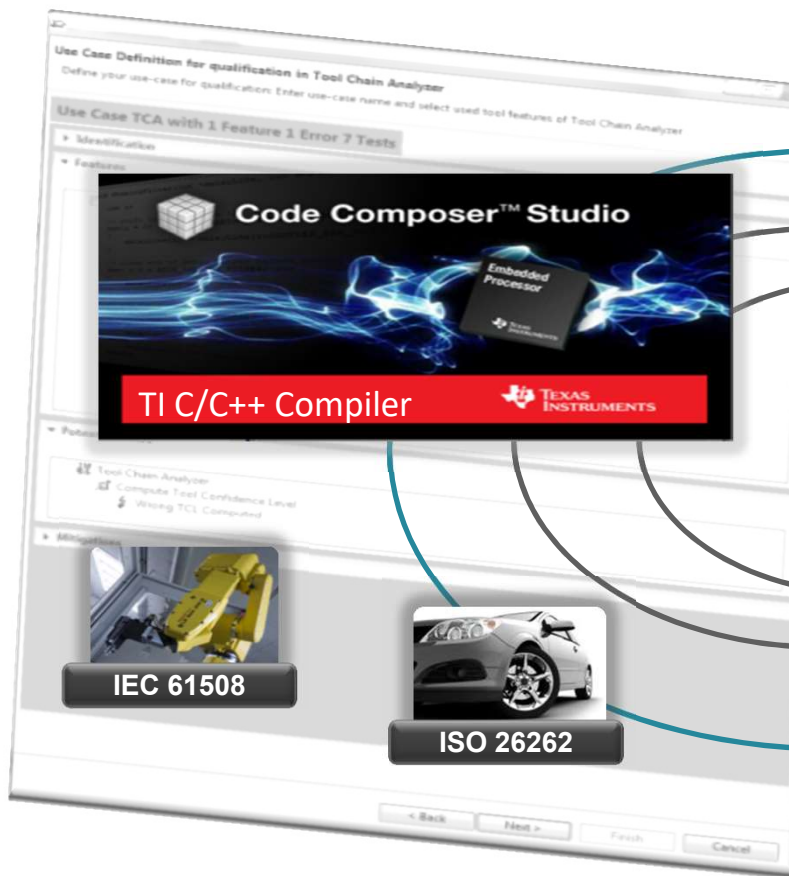 Use Case Definition for qualification in Tool Chain Analyzer
Define your use-case for qualification: Enter use-case name and select used tool features of Tool Chain Analyzer
Use Case TCA with 1 Feature 1 Error 7 Tests
Identification
Features
Code Composer™ Studio
Embedded
Processor
TEXAS
INSTRUMENTS
TI C/C++ Compiler
TEXAS
INSTRUMENTS
Tool Chain Analyzer
Compute Tool Confidence Level
Wrong TCL Computed
Mitigations
IEC 61508
ISO 26262
< Back
Next >
Finish
Cancel